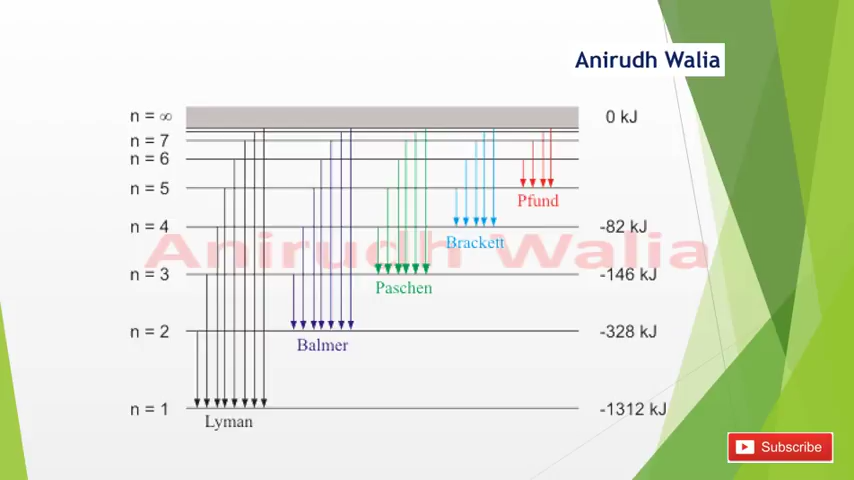 Anirudh Walia
n = ∞ 0 kJ
n = 7
n = 6
n = 5
Pfund
n = 4 -82 kJ
Brackett
Anirudh Walia
n = 3 -146 kJ
Paschen
n = 2 -328 kJ
Balmer
n = 1 -1312 kJ
Lyman
Subscribe